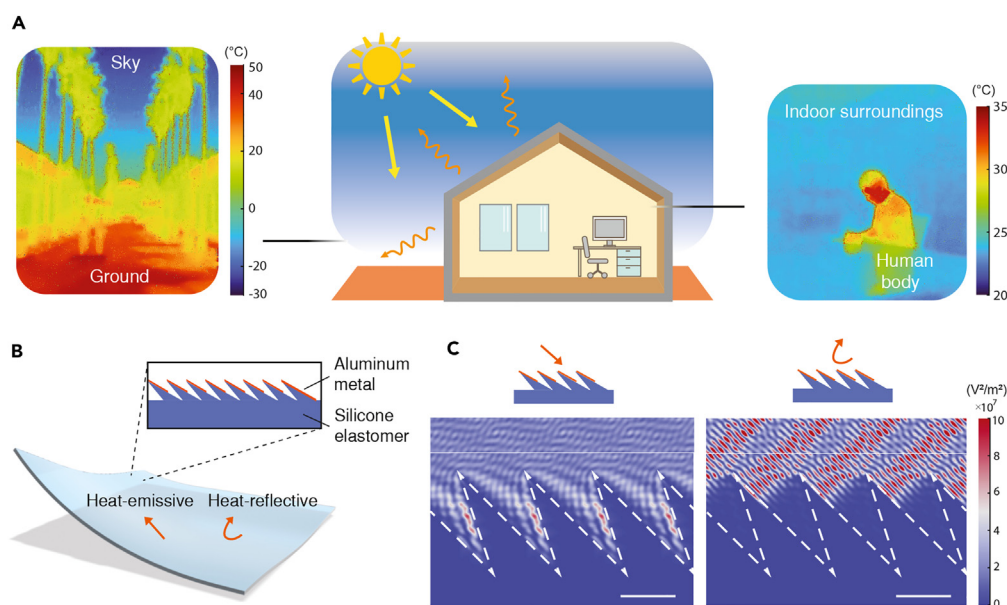 A
(°C)
Sky
50
40
20
0
-20
-30
Ground
(°C)
Indoor surroundings
35
30
25
20
Human
body
B
Aluminum
metal
Silicone
elastomer
Heat-emissive
Heat-reflective
C
(V²/m²)
×10⁷
10
8
6
4
2
0